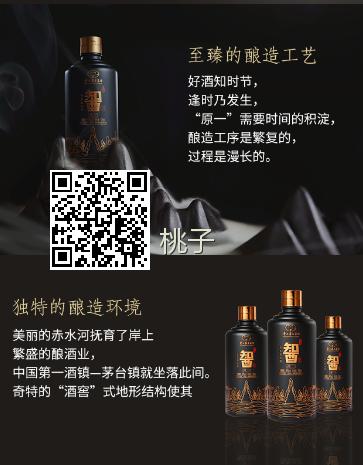 至臻的酿造工艺
好酒知时节，
逢时乃发生，
“原一”需要时间的积淀，
酿造工序是繁复的，
过程是漫长的。
桃子
独特的酿造环境
美丽的赤水河抚育了岸上
繁盛的酿酒业，
中国第一酒镇—茅台镇就坐落此间。
奇特的“酒窖”式地形结构使其